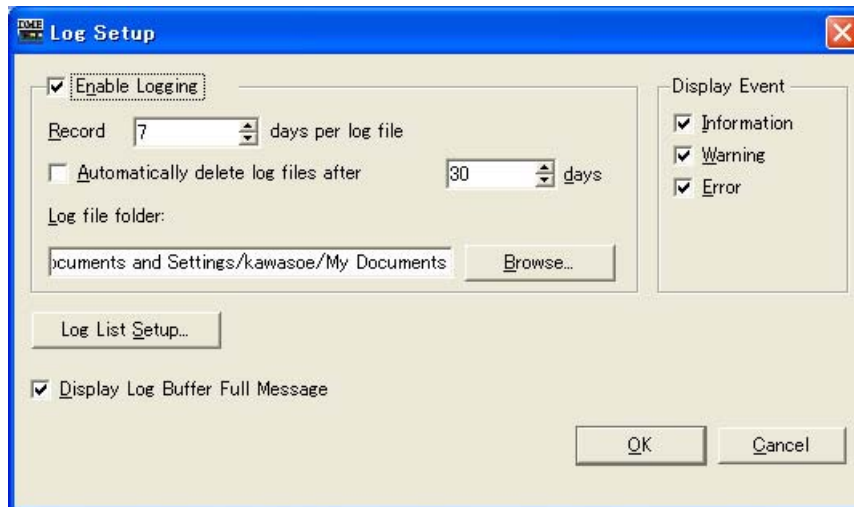 Log Setup
Enable Logging
Record 7 days per log file
Automatically delete log files after 30 days
Log file folder:
ocuments and Settings/kawasoe/My Documents
Browse...
Display Event
Information
Warning
Error
Log List Setup...
Display Log Buffer Full Message
OK
Cancel